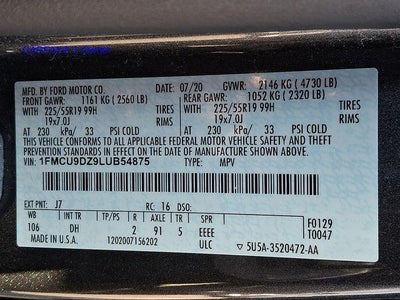 MFD. BY FORD MOTOR CO. 07/20 GVWR: 2146 KG ( 4730 LB)
FRONT GAWR: 1161 KG ( 2560 LB) REAR GAWR: 1052 KG ( 2320 LB)
WITH 225/55R19 99H TIRES WITH 225/55R19 99H TIRES
19x7.0J RIMS 19x7.0J RIMS
AT 230 kPa/ 33 PSI COLD AT 230 kPa/ 33 PSI COLD
THIS VEHICLE CONFORMS TO ALL APPLICABLE FEDERAL MOTOR VEHICLE SAFETY AND
THEFT PREVENTION STANDARDS IN EFFECT ON THE DATE OF MANUFACTURE SHOWN ABOVE.
VIN: 1FMCU9DZ9LUB54875 TYPE: MPV
EXT PNT: J7 RC: 16 DSO:
WB TP/PS R AXLE TR SPR F0129
106 DH 2 91 5 EEEE T0047
MADE IN U.S.A. ULC
1202007156202 5U5A-3520472-AA